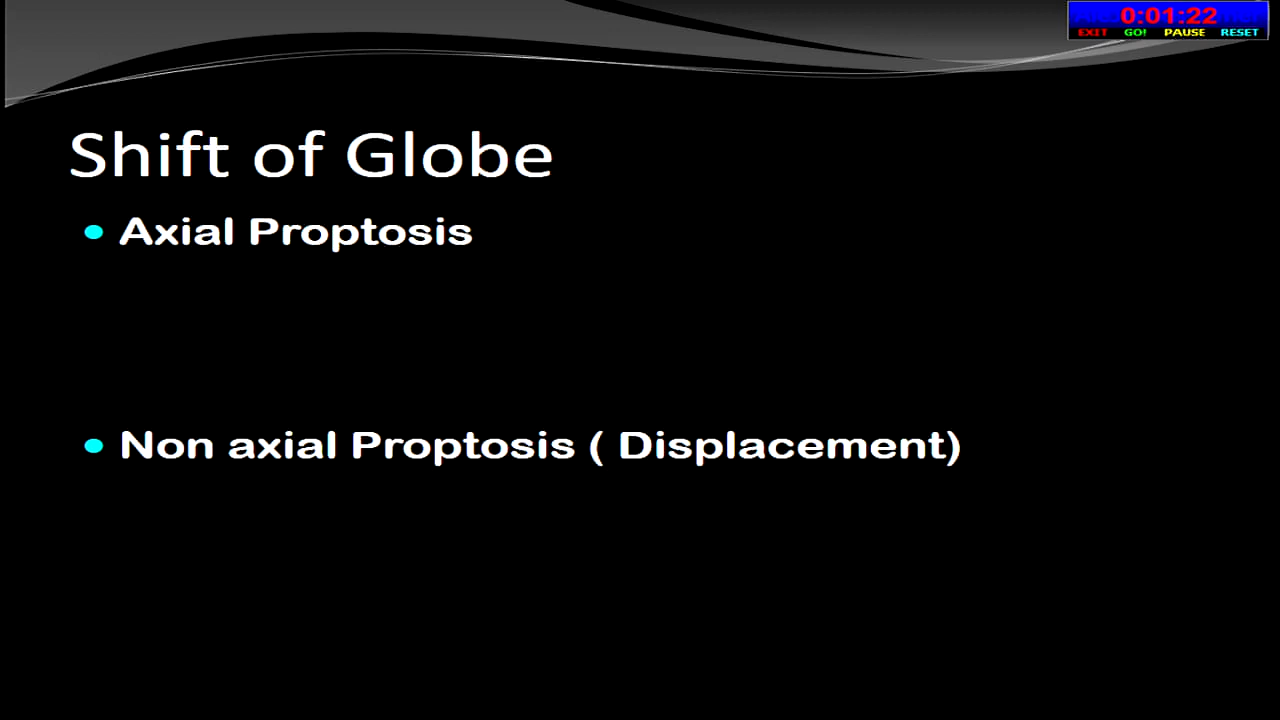 0:01:22
EXIT GO! PAUSE RESET
Shift of Globe
• Axial Proptosis
• Non axial Proptosis ( Displacement)